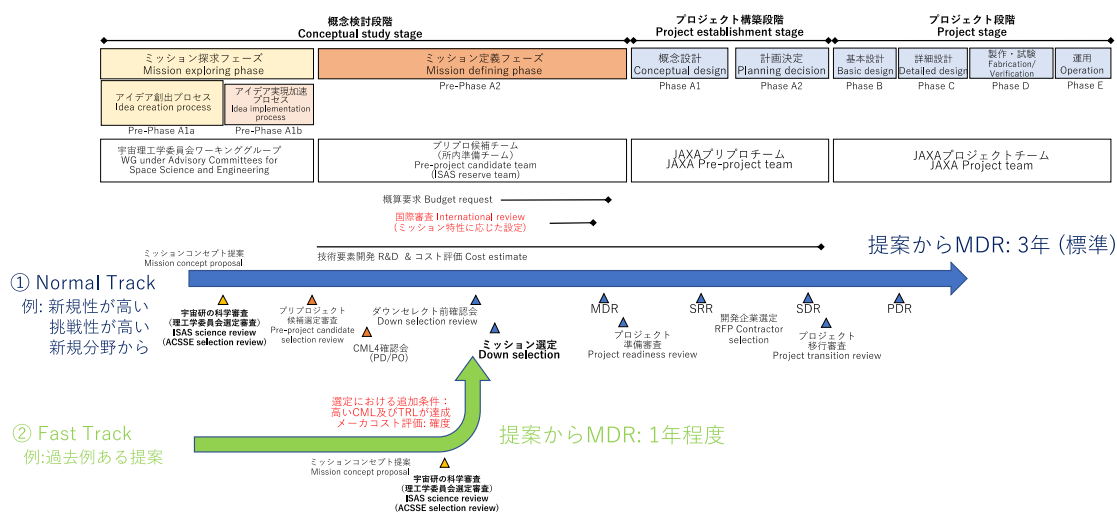 概念検討段階
Conceptual study stage
プロジェクト構築段階
Project establishment stage
プロジェクト段階
Project stage
ミッション探求フェーズ
Mission exploring phase
ミッション定義フェーズ
Mission defining phase
概念設計
Conceptual design
計画決定
Planning decision
基本設計
Basic design
詳細設計
Detailed design
製作・試験
Fabrication/
Verification
運用
Operation
アイデア創出プロセス
Idea creation process
アイデア実現加速
プロセス
Idea implementation
process
Pre-Phase A1a
Pre-Phase A1b
Pre-Phase A2
Phase A1
Phase A2
Phase B
Phase C
Phase D
Phase E
宇宙理工学委員会ワーキンググループ
WG under Advisory Committees for
Space Science and Engineering
プリプロ候補チーム
(所内準備チーム)
Pre-project candidate team
(ISAS reserve team)
JAXAプリプロチーム
JAXA Pre-project team
JAXAプロジェクトチーム
JAXA Project team
概算要求 Budget request
国際審査 International review
(ミッション特性に応じた設定)
ミッションコンセプト提案
Mission concept proposal
技術要素開発 R&D & コスト評価 Cost estimate
提案からMDR: 3年 (標準)
① Normal Track
例: 新規性が高い
挑戦性が高い
新規分野から
宇宙研の科学審査
(理工学委員会選定審査)
ISAS science review
(ACSSE selection review)
プリプロジェクト
候補選定審査
Pre-project candidate
selection review
CML4確認会
(PD/PO)
ダウンセレクト前確認会
Down selection review
ミッション選定
Down selection
MDR
プロジェクト
準備審査
Project readiness review
SRR
開発企業選定
RFP Contractor
selection
SDR
プロジェクト
移行審査
Project transition review
PDR
選定における追加条件：
高いCML及びTRLが達成
メーカコスト評価: 確度
② Fast Track
例:過去例ある提案
提案からMDR: 1年程度
ミッションコンセプト提案
Mission concept proposal
宇宙研の科学審査
(理工学委員会選定審査)
ISAS science review
(ACSSE selection review)